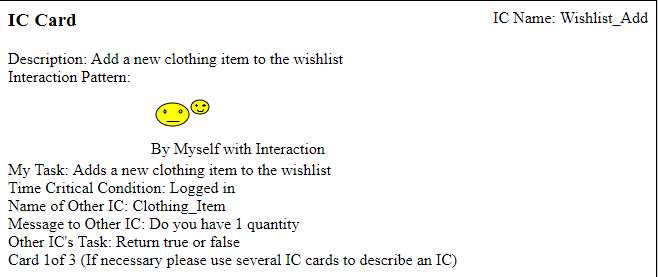 IC Card
IC Name: Wishlist_Add
Description: Add a new clothing item to the wishlist
Interaction Pattern:
By Myself with Interaction
My Task: Adds a new clothing item to the wishlist
Time Critical Condition: Logged in
Name of Other IC: Clothing_Item
Message to Other IC: Do you have 1 quantity
Other IC's Task: Return true or false
Card 1of 3 (If necessary please use several IC cards to describe an IC)